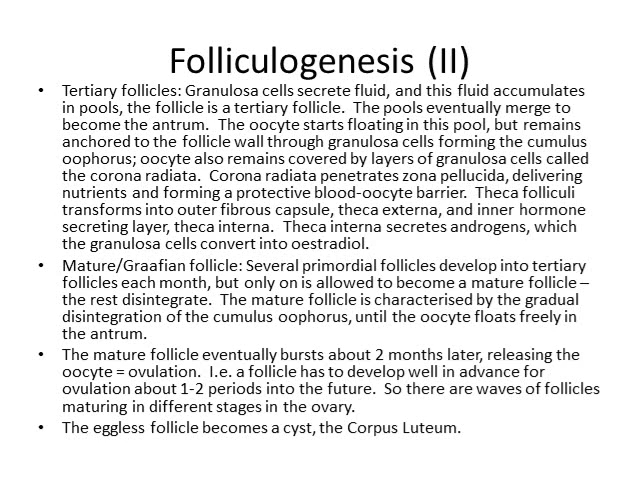 Folliculogenesis (II)
• Tertiary follicles: Granulosa cells secrete fluid, and this fluid accumulates
in pools, the follicle is a tertiary follicle. The pools eventually merge to
become the antrum. The oocyte starts floating in this pool, but remains
anchored to the follicle wall through granulosa cells forming the cumulus
oophorus; oocyte also remains covered by layers of granulosa cells called
the corona radiata. Corona radiata penetrates zona pellucida, delivering
nutrients and forming a protective blood-oocyte barrier. Theca folliculi
transforms into outer fibrous capsule, theca externa, and inner hormone
secreting layer, theca interna. Theca interna secretes androgens, which
the granulosa cells convert into oestradiol.
• Mature/Graafian follicle: Several primordial follicles develop into tertiary
follicles each month, but only on is allowed to become a mature follicle –
the rest disintegrate. The mature follicle is characterised by the gradual
disintegration of the cumulus oophorus, until the oocyte floats freely in
the antrum.
• The mature follicle eventually bursts about 2 months later, releasing the
oocyte = ovulation. I.e. a follicle has to develop well in advance for
ovulation about 1-2 periods into the future. So there are waves of follicles
maturing in different stages in the ovary.
• The eggless follicle becomes a cyst, the Corpus Luteum.